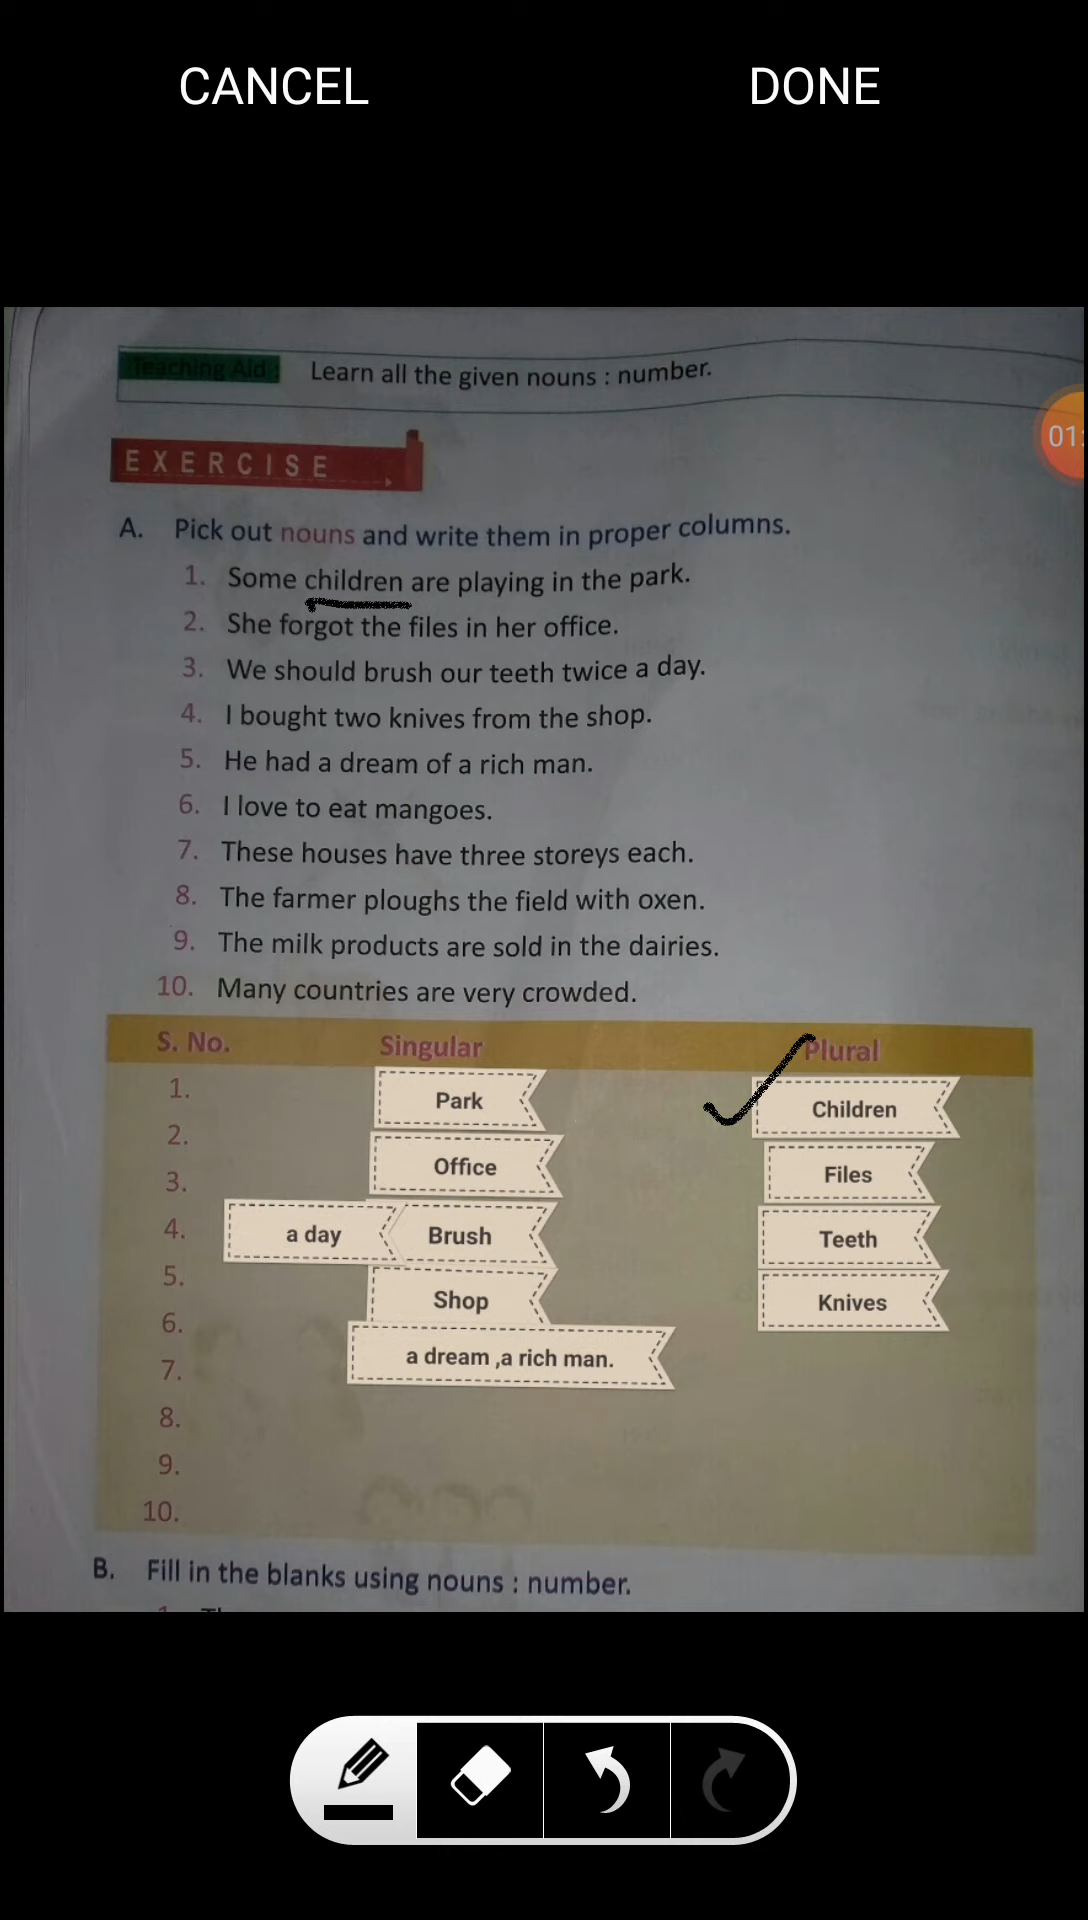 CANCEL DONE
Teaching Aid : Learn all the given nouns : number.
01:
EXERCISE
A. Pick out nouns and write them in proper columns.
1. Some children are playing in the park.
2. She forgot the files in her office.
3. We should brush our teeth twice a day.
4. I bought two knives from the shop.
5. He had a dream of a rich man.
6. I love to eat mangoes.
7. These houses have three storeys each.
8. The farmer ploughs the field with oxen.
9. The milk products are sold in the dairies.
10. Many countries are very crowded.
S. No. Singular Plural
1. Park Children
2. Office Files
3.
4. a day Brush Teeth
5. Shop Knives
6.
7. a dream ,a rich man.
8.
9.
10.
B. Fill in the blanks using nouns : number.